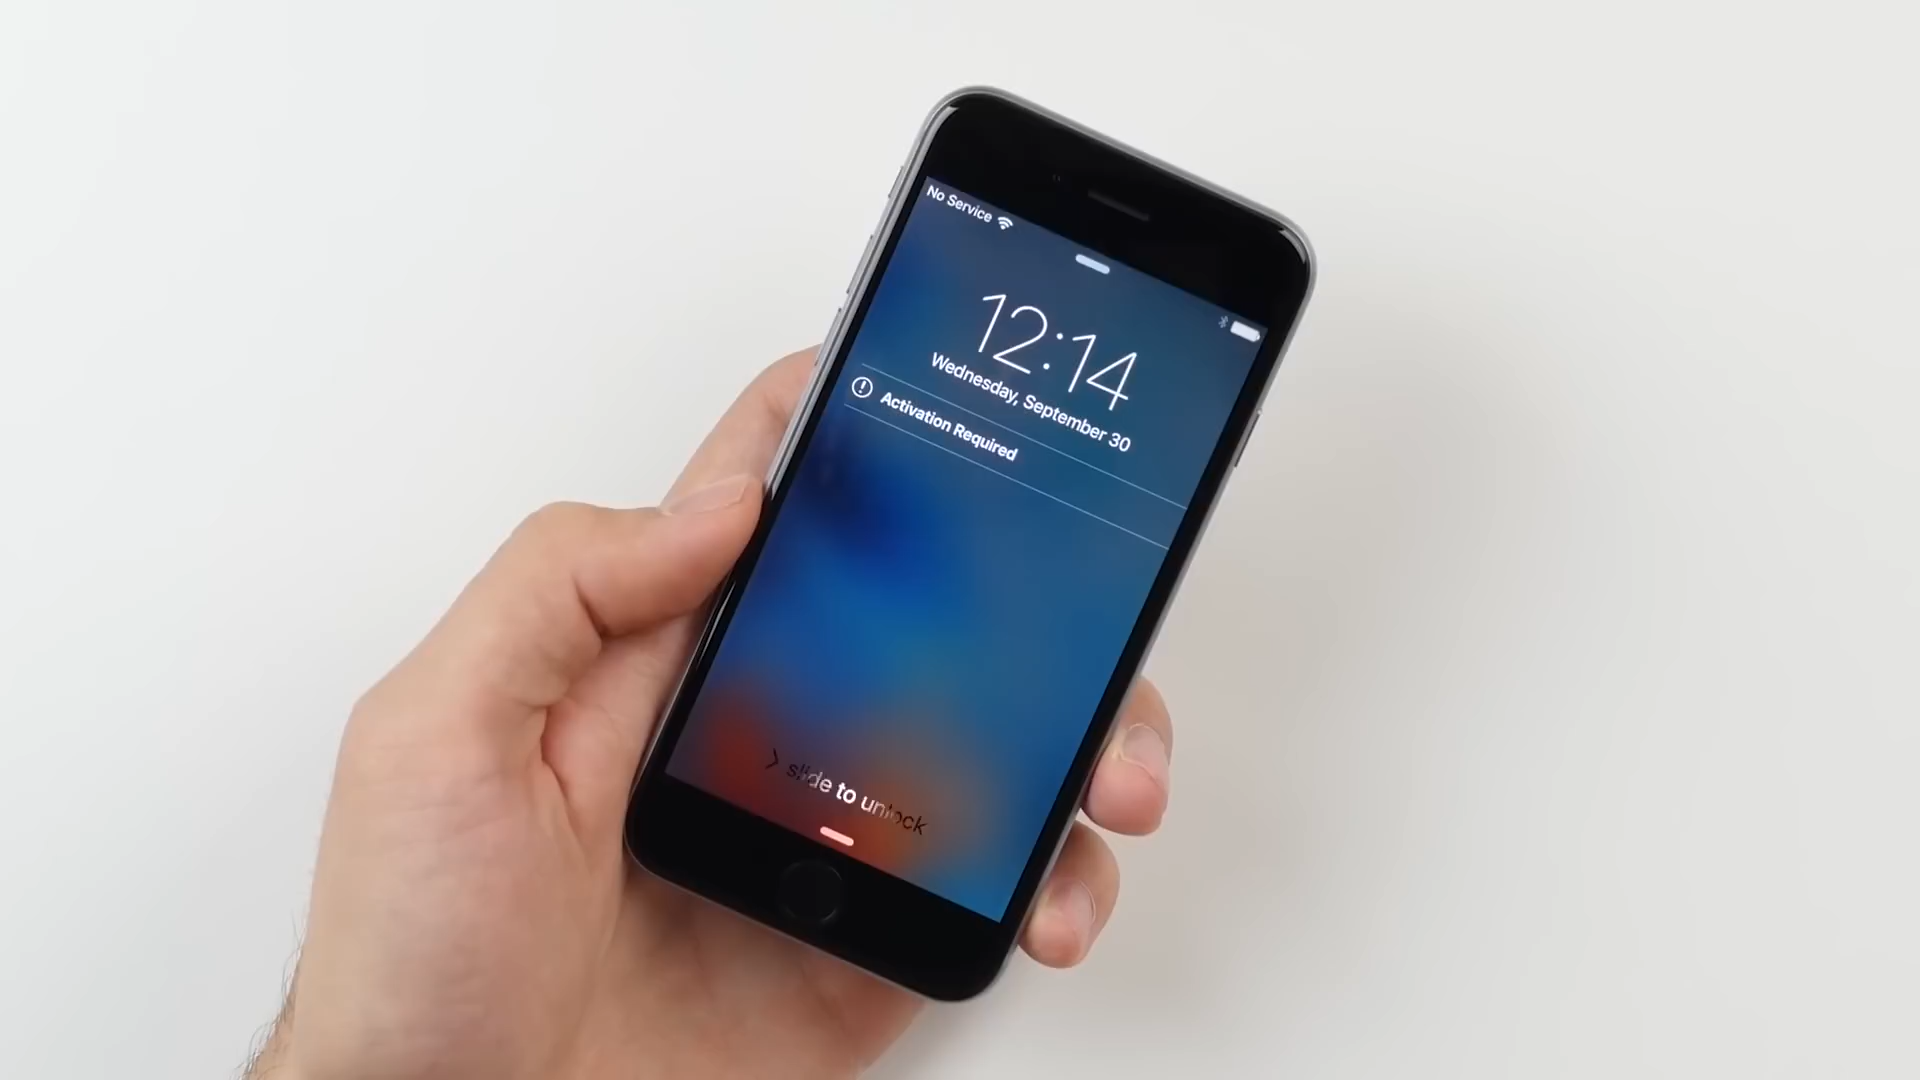 No Service
12:14
Wednesday, September 30
Activation Required
> slide to unlock